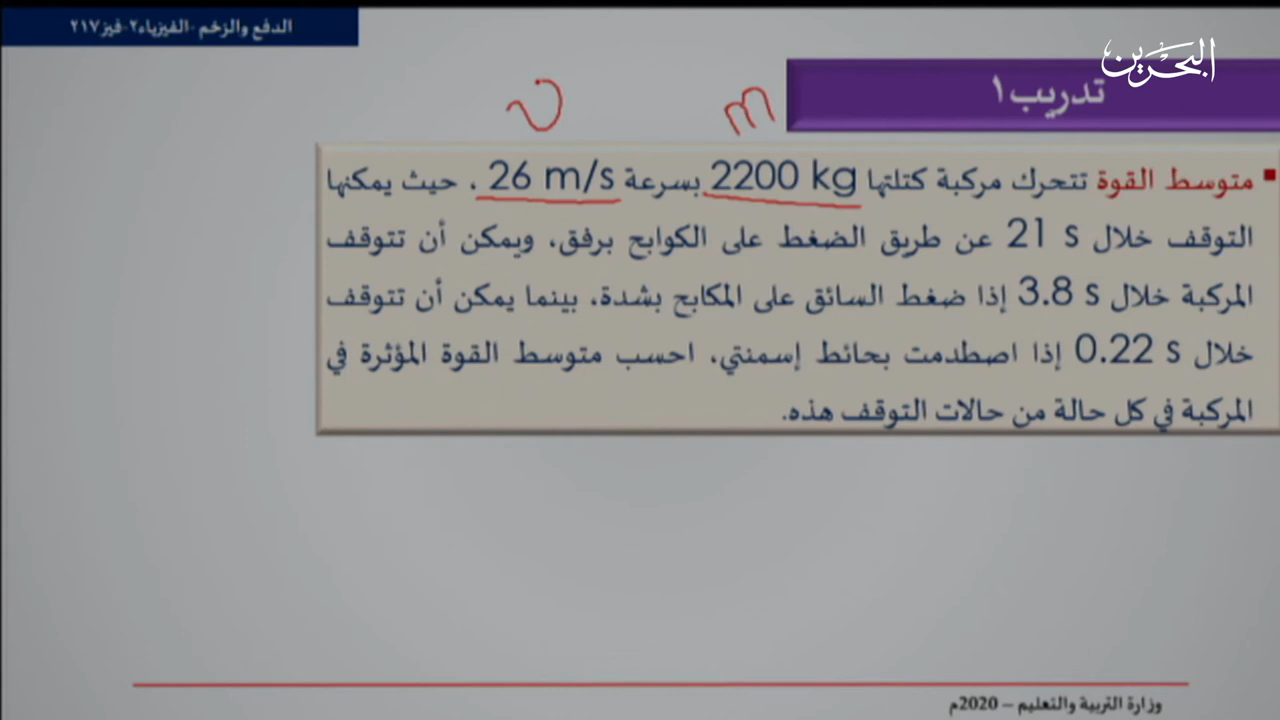 الدفع والزخم -الفيزياء٢-فيز٢١٧
البحرين
تدريب ١
v m
▪ متوسط القوة تتحرك مركبة كتلتها 2200 kg بسرعة 26 m/s ، حيث يمكنها
التوقف خلال 21 s عن طريق الضغط على الكوابح برفق، ويمكن أن تتوقف
المركبة خلال 3.8 s إذا ضغط السائق على المكابح بشدة، بينما يمكن أن تتوقف
خلال 0.22 s إذا اصطدمت بحائط إسمنتي، احسب متوسط القوة المؤثرة في
المركبة في كل حالة من حالات التوقف هذه.
وزارة التربية والتعليم – 2020م